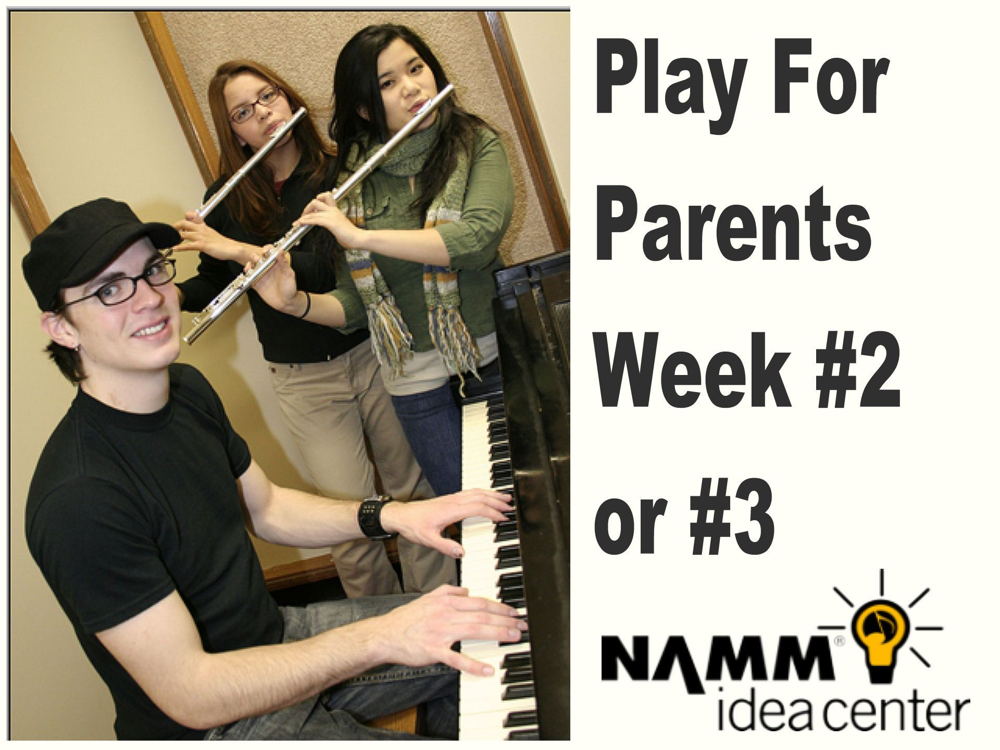 Play For
Parents
Week #2
or #3
NAMM®
idea center